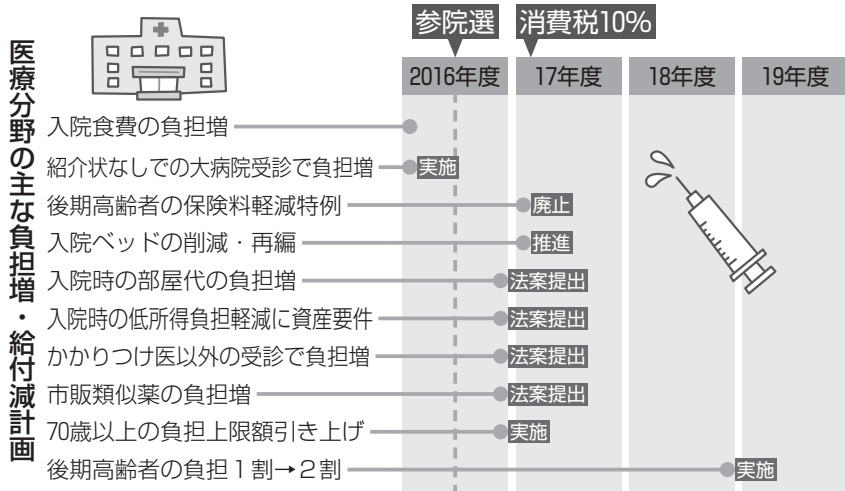 医療分野の主な負担増・給付減計画
参院選 消費税10%
2016年度 17年度 18年度 19年度
入院食費の負担増
紹介状なしでの大病院受診で負担増 実施
後期高齢者の保険料軽減特例 廃止
入院ベッドの削減・再編 推進
入院時の部屋代の負担増 法案提出
入院時の低所得負担軽減に資産要件 法案提出
かかりつけ医以外の受診で負担増 法案提出
市販類似薬の負担増 法案提出
70歳以上の負担上限額引き上げ 実施
後期高齢者の負担1割→2割 実施